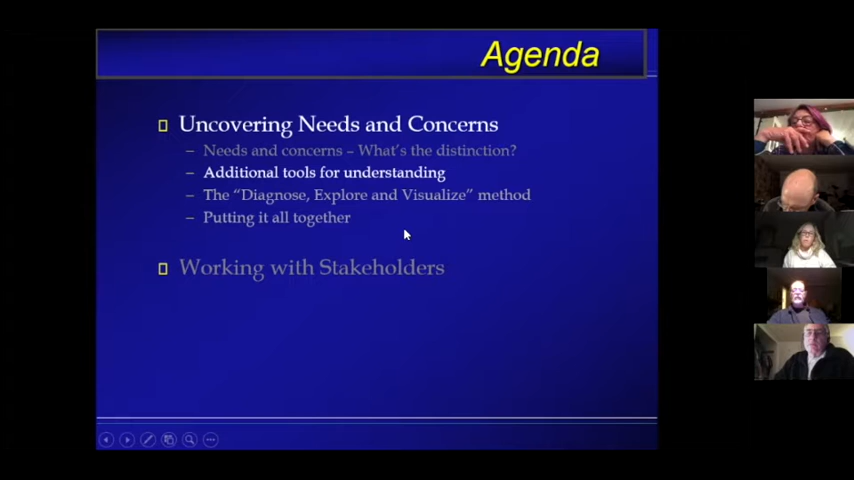 Agenda
Uncovering Needs and Concerns
– Needs and concerns – What's the distinction?
– Additional tools for understanding
– The “Diagnose, Explore and Visualize” method
– Putting it all together
Working with Stakeholders